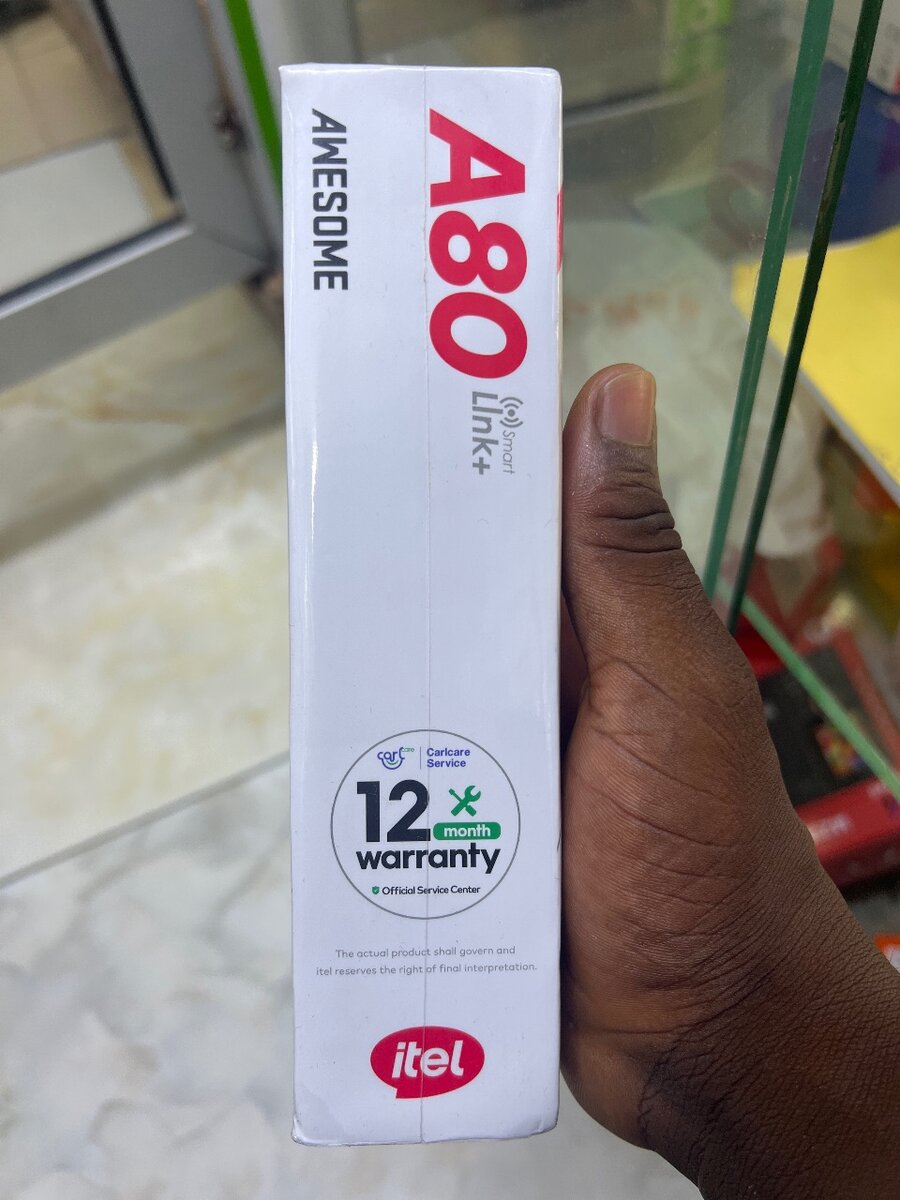 AWESOME
A80
Smart
LInk+
carlcare
Carlcare
Service
12
month
warranty
Official Service Center
The actual product shall govern and
itel reserves the right of final interpretation.
itel